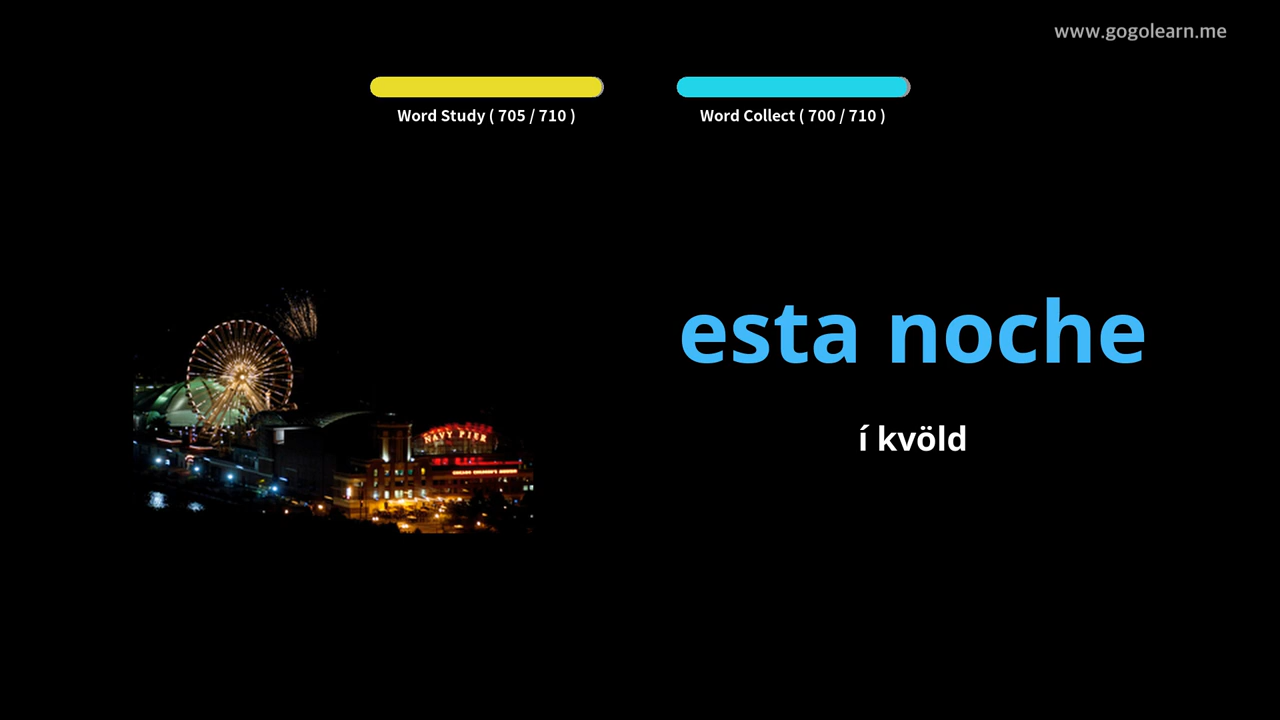 www.gogolearn.me
Word Study ( 705 / 710 )
Word Collect ( 700 / 710 )
esta noche
í kvöld
NAVY PIER